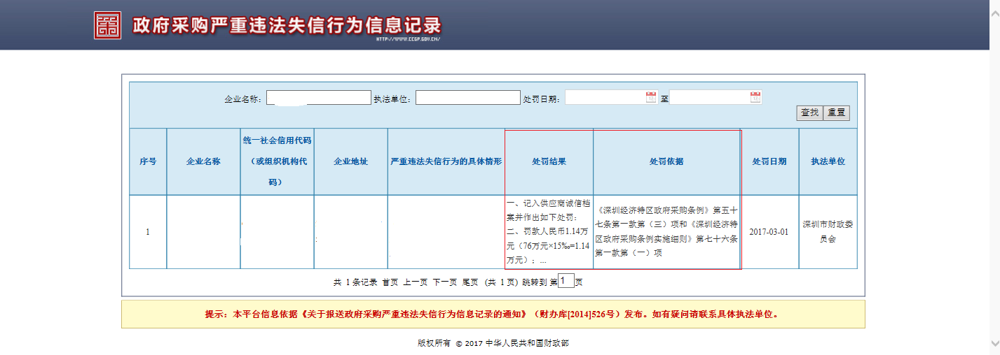 政府采购严重违法失信行为信息记录
HTTP://WWW.CCGP.GOV.CN/
企业名称： 执法单位： 处罚日期： 至
查找 重置
序号 企业名称 统一社会信用代码 企业地址 严重违法失信行为的具体情形 处罚结果 处罚依据 处罚日期 执法单位
（或组织机构代
码）
1 一、记入供应商诚信档 《深圳经济特区政府采购条例》第五十 2017-03-01 深圳市财政委
案并作出如下处罚： 七条第一款第（三）项和《深圳经济特 员会
二、罚款人民币1.14万 区政府采购条例实施细则》第七十六条
元（76万元×15‰=1.14 第一款第（一）项
万元）；...
共 1 条记录 首页 上一页 下一页 尾页 (共 1 页) 跳转到 第 1 页
提示：本平台信息依据《关于报送政府采购严重违法失信行为信息记录的通知》（财办库[2014]526号）发布。如有疑问请联系具体执法单位。
版权所有 © 2017 中华人民共和国财政部